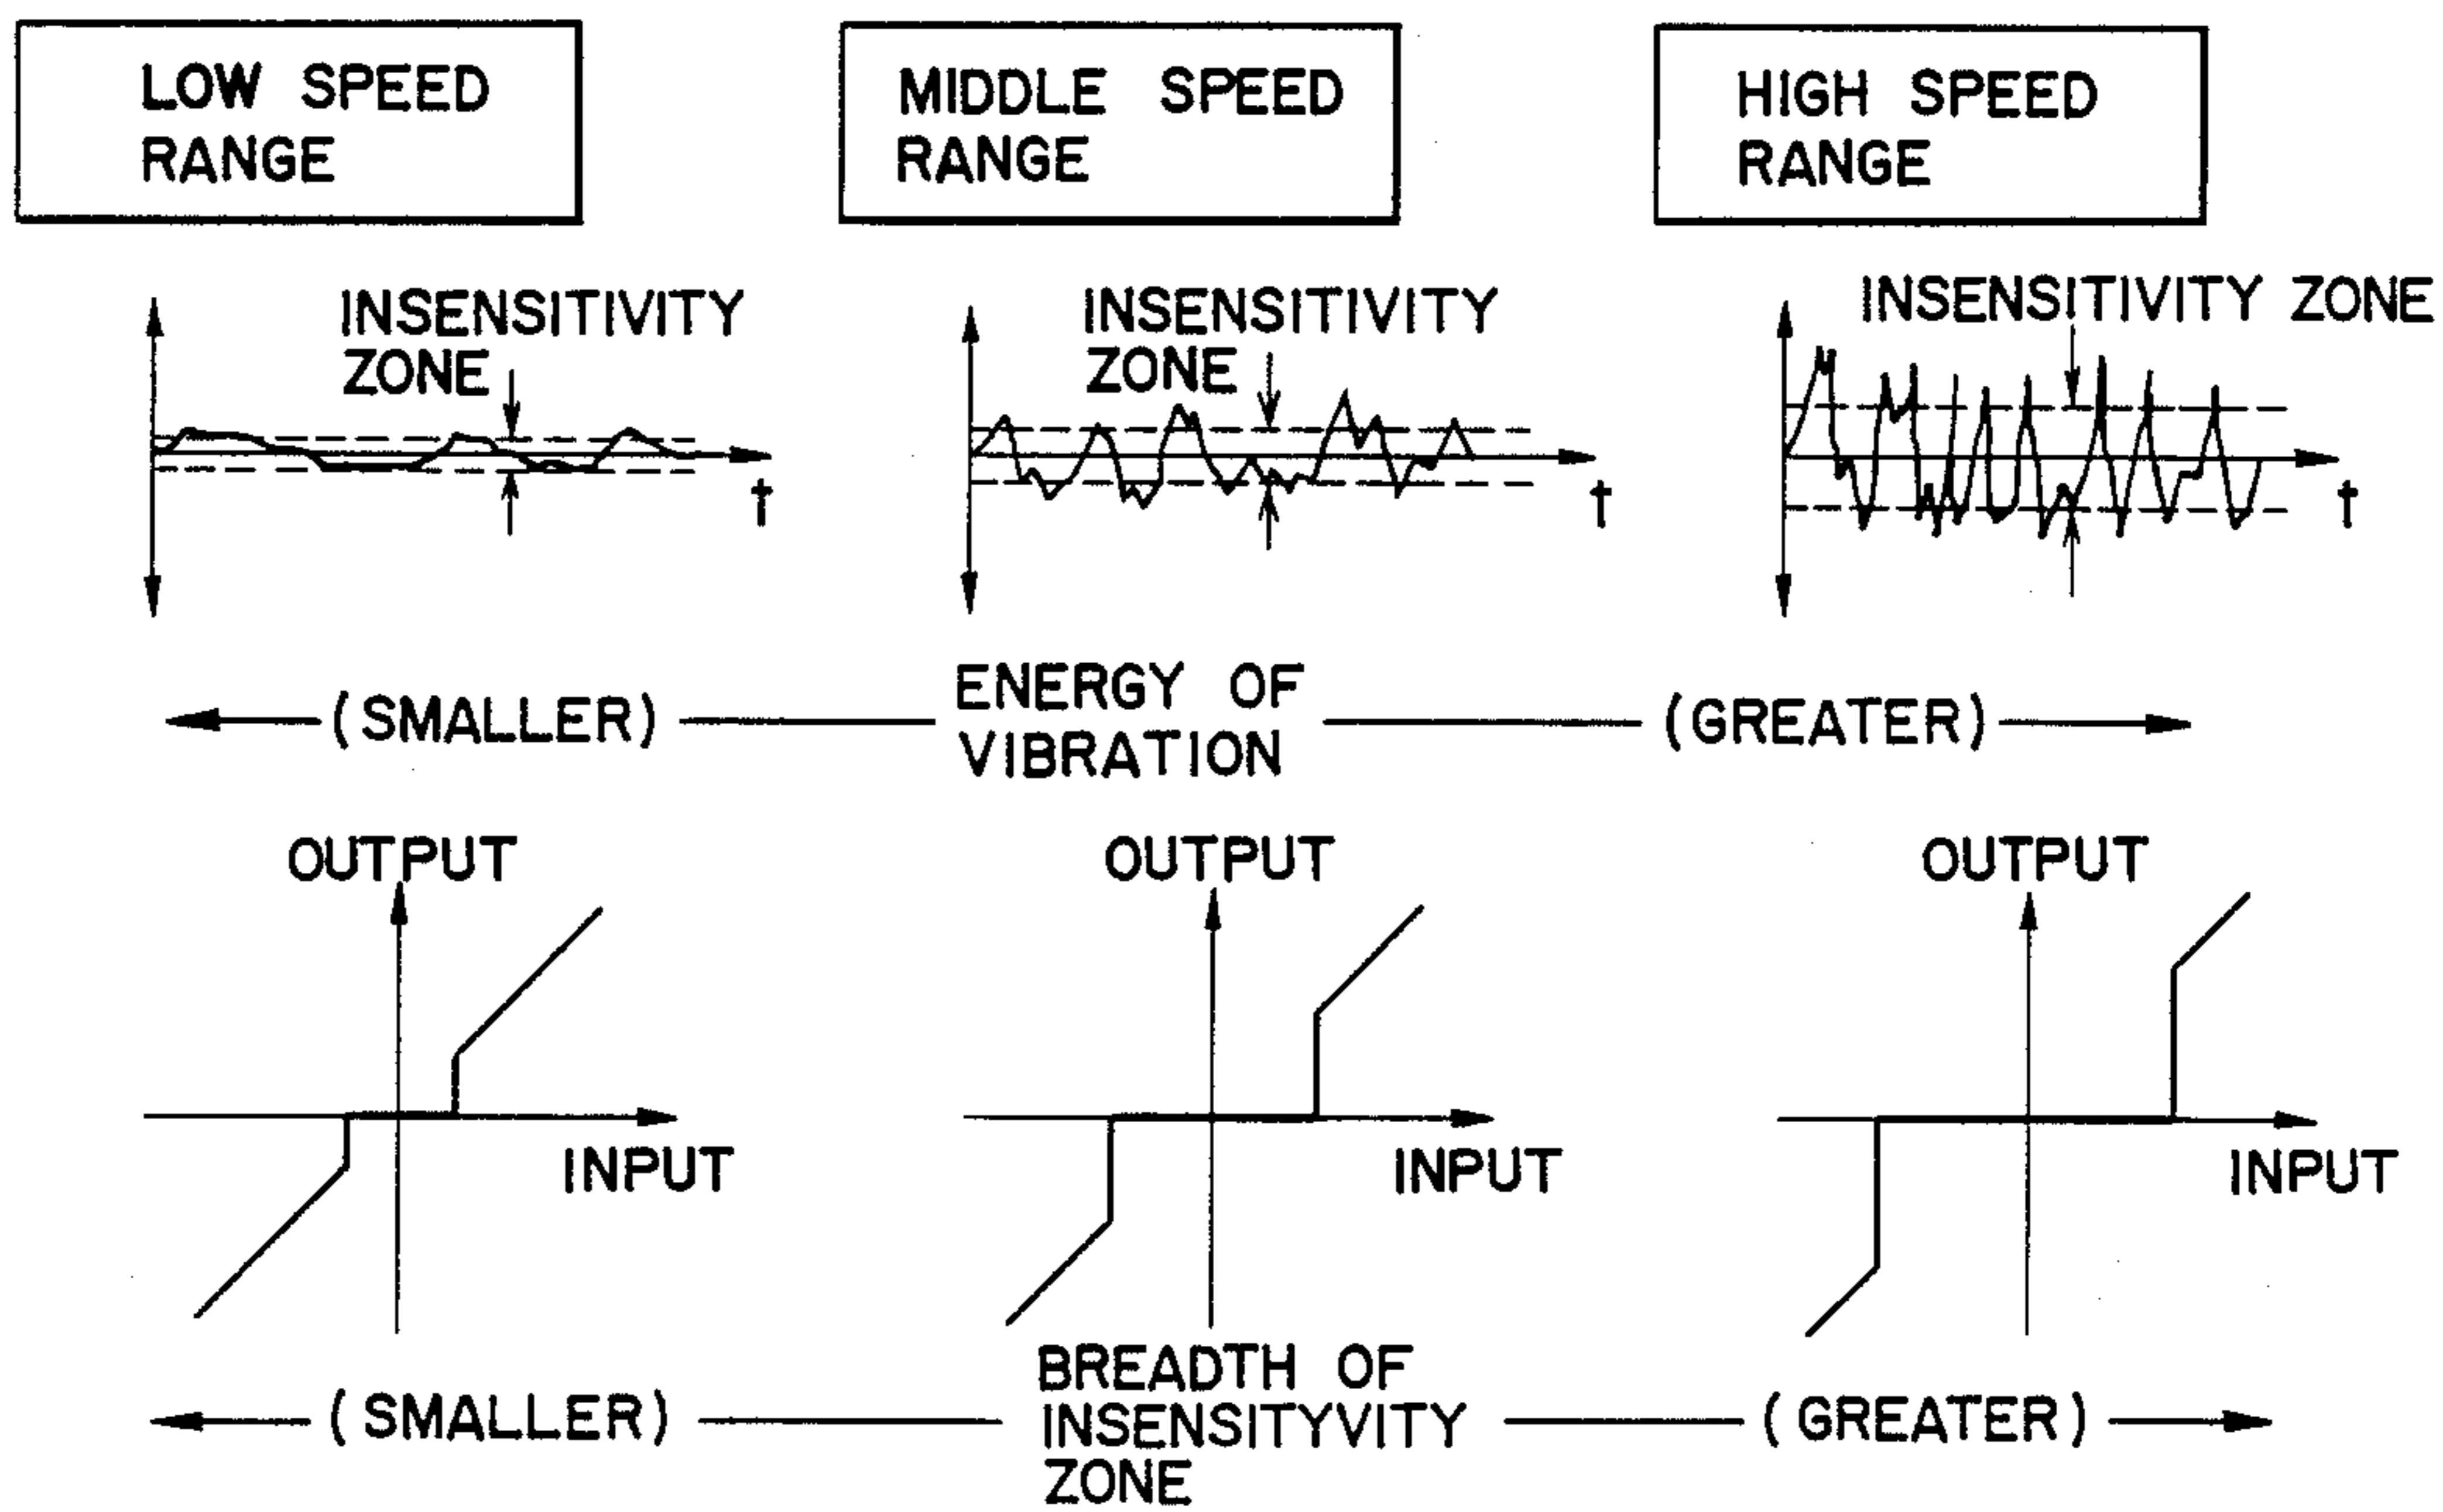 LOW SPEED
RANGE
MIDDLE SPEED
RANGE
HIGH SPEED
RANGE
INSENSITIVITY
ZONE
t
INSENSITIVITY
ZONE
t
INSENSITIVITY ZONE
t
(SMALLER)
ENERGY OF
VIBRATION
(GREATER)
OUTPUT
INPUT
OUTPUT
INPUT
OUTPUT
INPUT
(SMALLER)
BREADTH OF
INSENSITYVITY
ZONE
(GREATER)